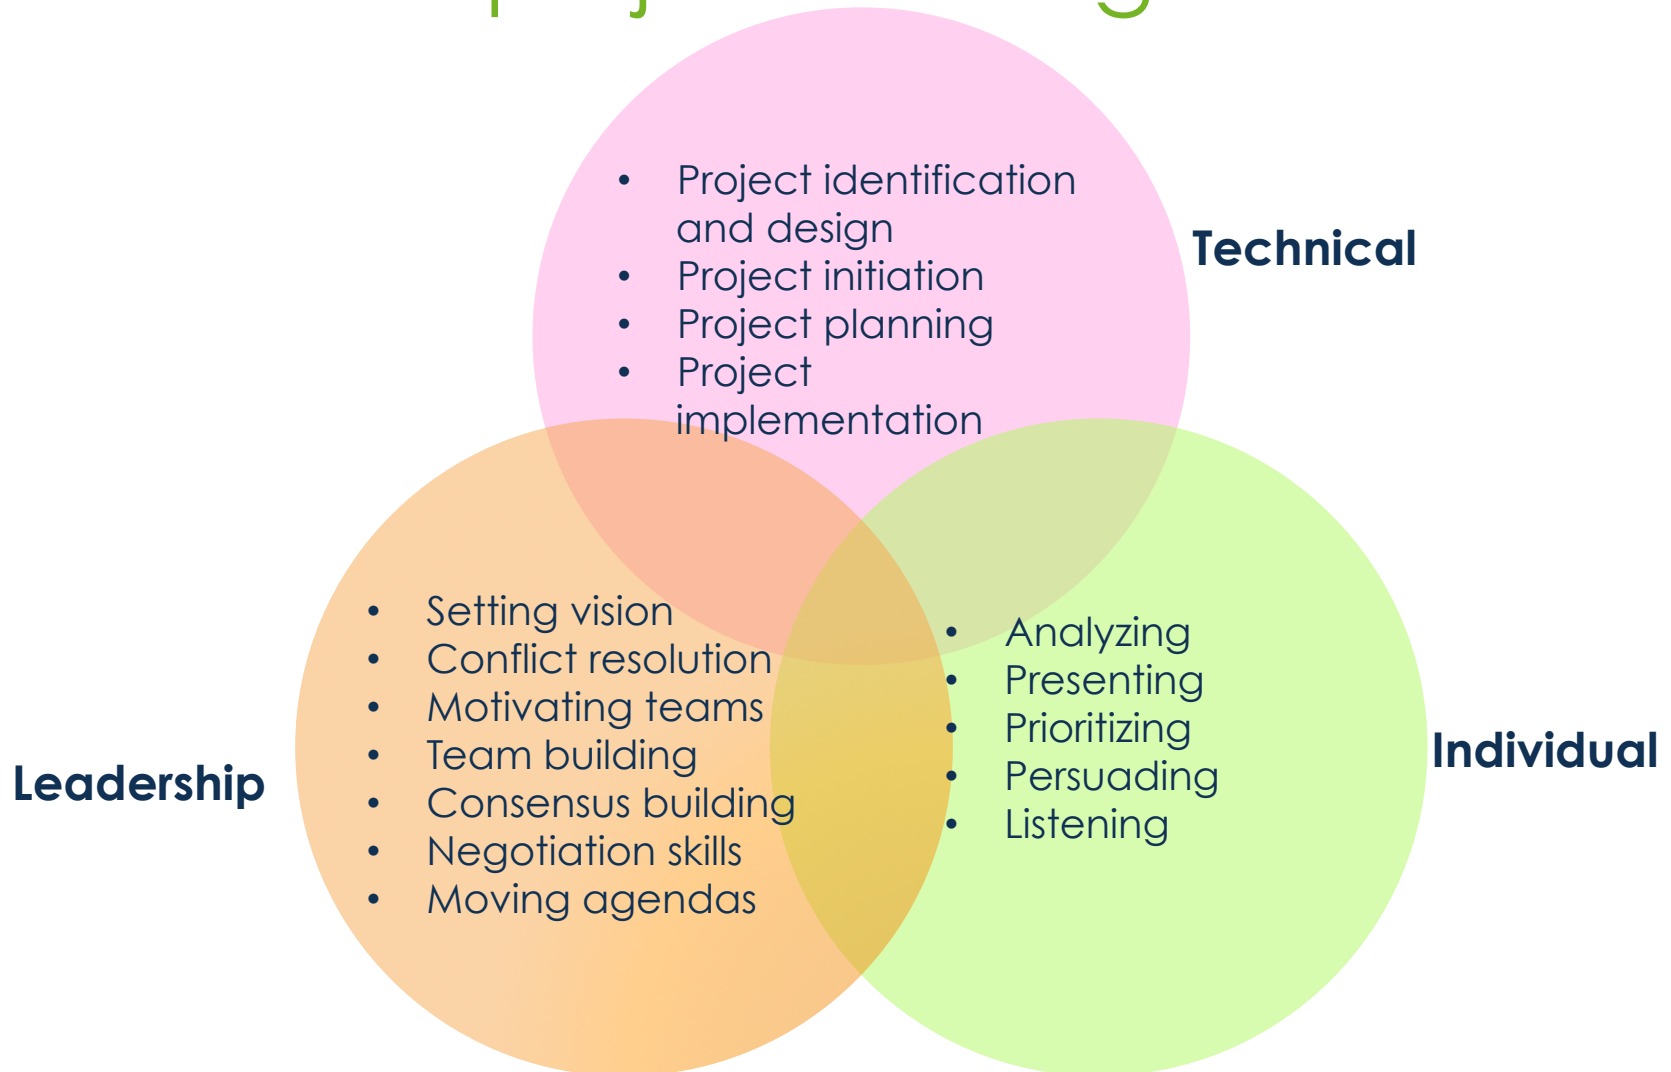 • Project identification
and design
• Project initiation
• Project planning
• Project
implementation
Technical
• Setting vision
• Conflict resolution
• Motivating teams
• Team building
• Consensus building
• Negotiation skills
• Moving agendas
Leadership
• Analyzing
• Presenting
• Prioritizing
• Persuading
• Listening
Individual